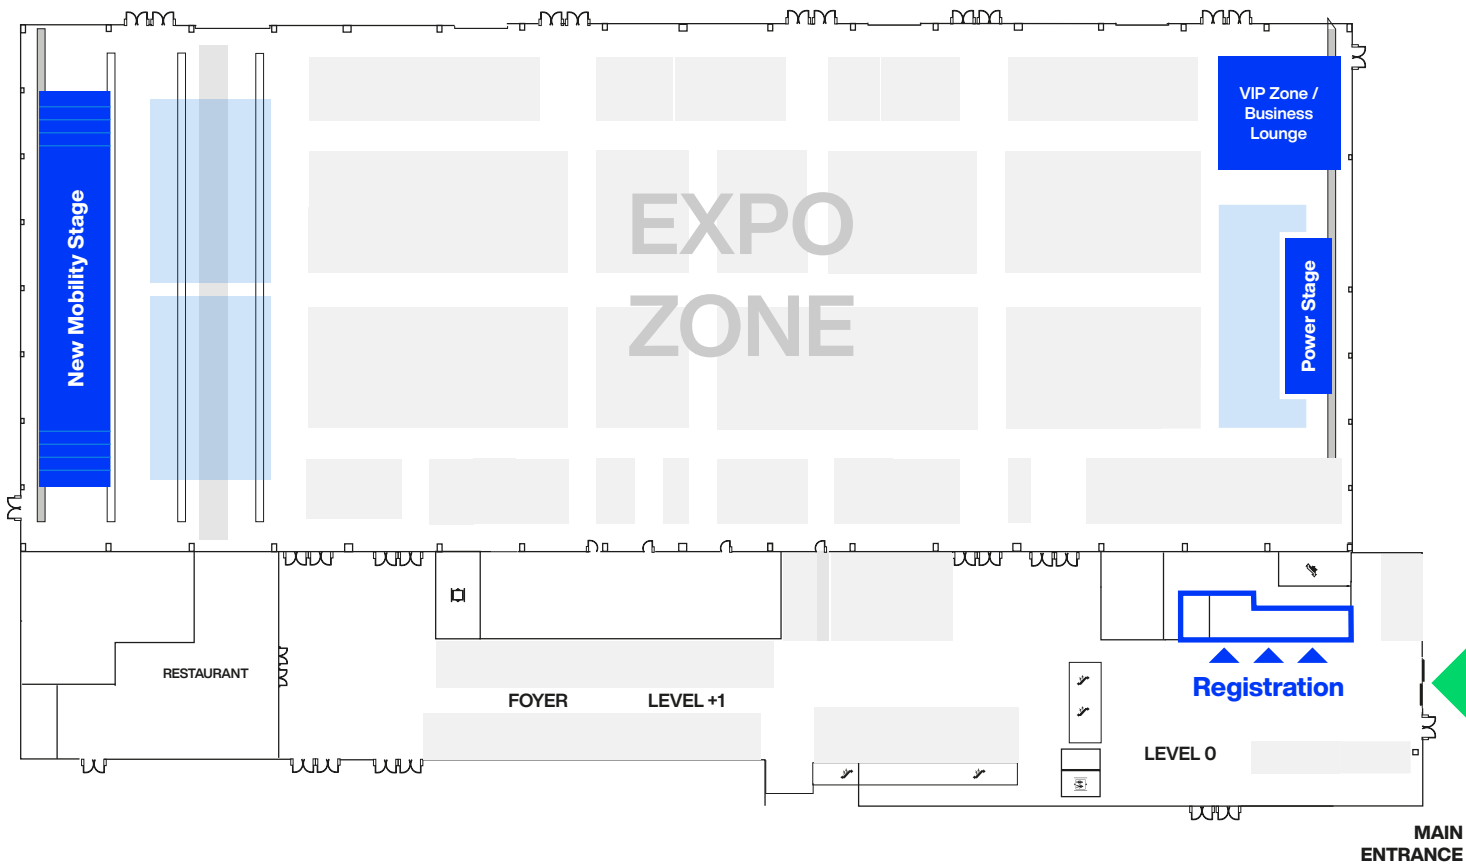 VIP Zone /
Business
Lounge
New Mobility Stage
EXPO
ZONE
Power Stage
RESTAURANT
FOYER
LEVEL +1
Registration
LEVEL 0
MAIN
ENTRANCE